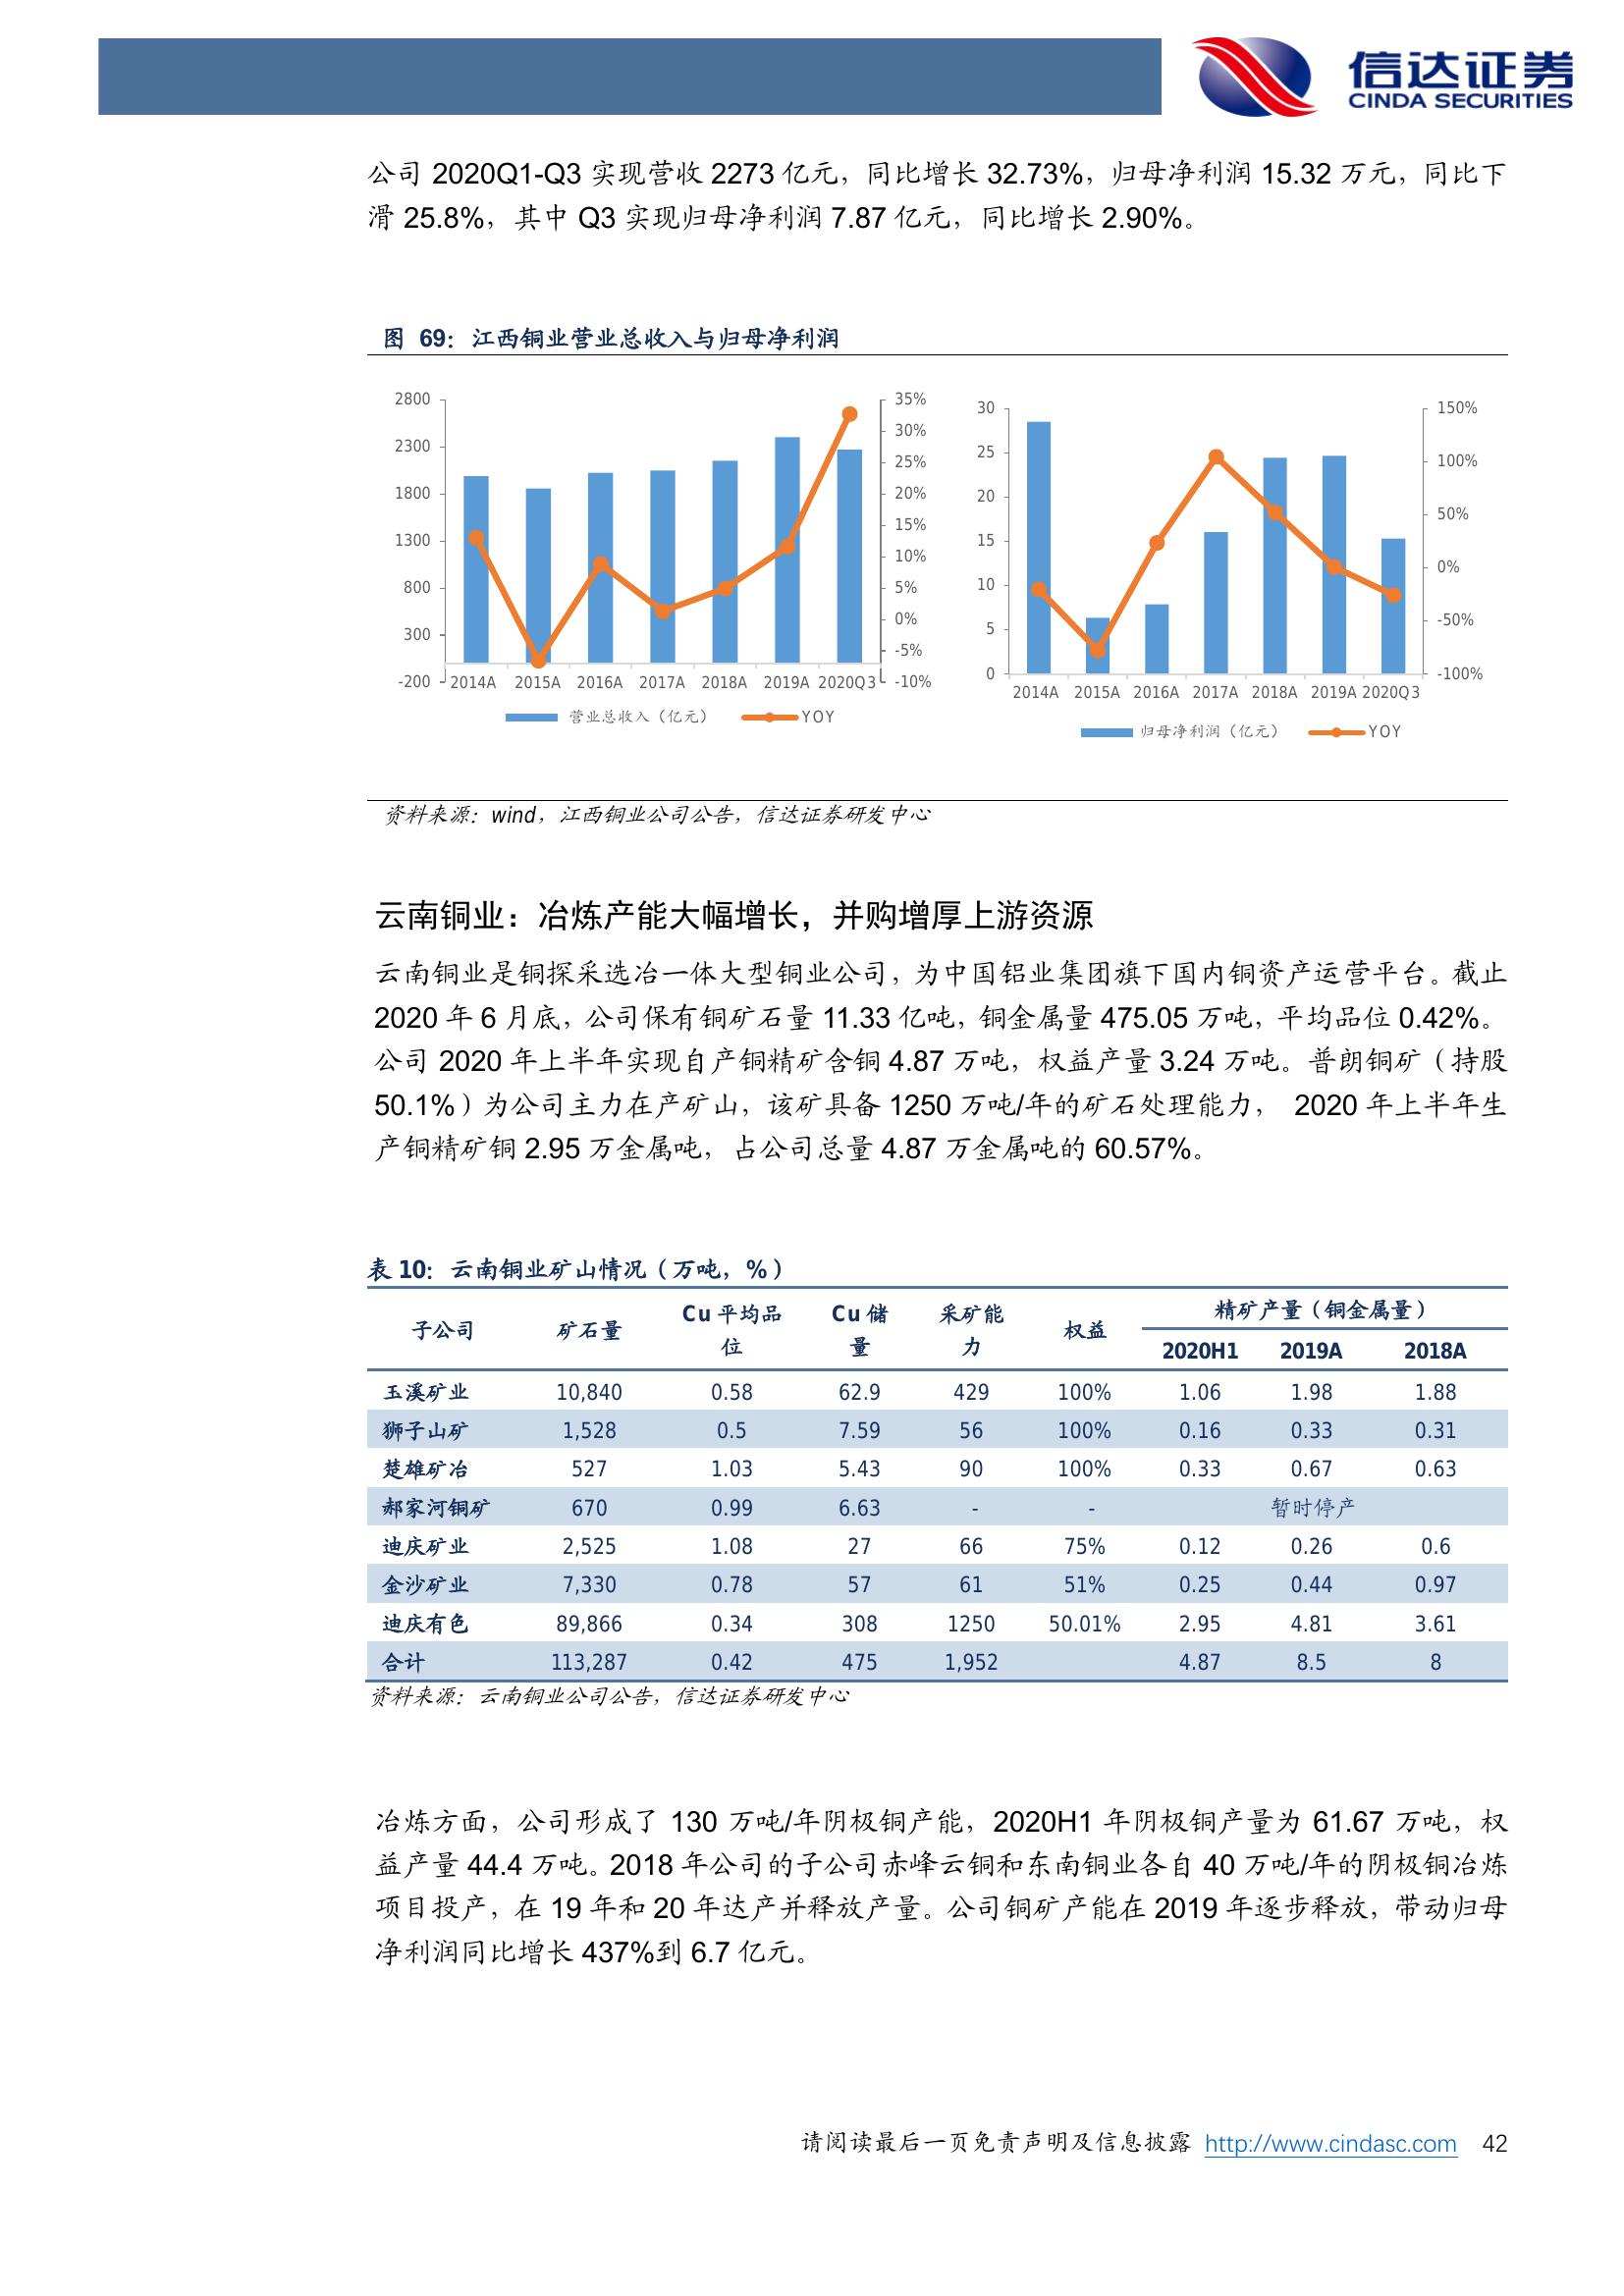 信达证券
CINDA SECURITIES
公司 2020Q1-Q3 实现营收 2273 亿元，同比增长 32.73%，归母净利润 15.32 万元，同比下
滑 25.8%，其中 Q3 实现归母净利润 7.87 亿元，同比增长 2.90%。
图 69：江西铜业营业总收入与归母净利润
2800
2300
1800
1300
800
300
-200
35%
30%
25%
20%
15%
10%
5%
0%
-5%
-10%
2014A 2015A 2016A 2017A 2018A 2019A 2020Q3
营业总收入（亿元） YOY
30
25
20
15
10
5
0
150%
100%
50%
0%
-50%
-100%
2014A 2015A 2016A 2017A 2018A 2019A 2020Q3
归母净利润（亿元） YOY
资料来源：wind，江西铜业公司公告，信达证券研发中心
云南铜业：冶炼产能大幅增长，并购增厚上游资源
云南铜业是铜探采选冶一体大型铜业公司，为中国铝业集团旗下国内铜资产运营平台。截止
2020 年 6 月底，公司保有铜矿石量 11.33 亿吨，铜金属量 475.05 万吨，平均品位 0.42%。
公司 2020 年上半年实现自产铜精矿含铜 4.87 万吨，权益产量 3.24 万吨。普朗铜矿（持股
50.1%）为公司主力在产矿山，该矿具备 1250 万吨/年的矿石处理能力， 2020 年上半年生
产铜精矿铜 2.95 万金属吨，占公司总量 4.87 万金属吨的 60.57%。
表 10：云南铜业矿山情况（万吨，%）
子公司 矿石量 Cu 平均品位 Cu 储量 采矿能力 权益 精矿产量（铜金属量）
2020H1 2019A 2018A
玉溪矿业 10,840 0.58 62.9 429 100% 1.06 1.98 1.88
狮子山矿 1,528 0.5 7.59 56 100% 0.16 0.33 0.31
楚雄矿冶 527 1.03 5.43 90 100% 0.33 0.67 0.63
郝家河铜矿 670 0.99 6.63 - - 暂时停产
迪庆矿业 2,525 1.08 27 66 75% 0.12 0.26 0.6
金沙矿业 7,330 0.78 57 61 51% 0.25 0.44 0.97
迪庆有色 89,866 0.34 308 1250 50.01% 2.95 4.81 3.61
合计 113,287 0.42 475 1,952 4.87 8.5 8
资料来源：云南铜业公司公告，信达证券研发中心
冶炼方面，公司形成了 130 万吨/年阴极铜产能，2020H1 年阴极铜产量为 61.67 万吨，权
益产量 44.4 万吨。2018 年公司的子公司赤峰云铜和东南铜业各自 40 万吨/年的阴极铜冶炼
项目投产，在 19 年和 20 年达产并释放产量。公司铜矿产能在 2019 年逐步释放，带动归母
净利润同比增长 437%到 6.7 亿元。
请阅读最后一页免责声明及信息披露 http://www.cindasc.com 42